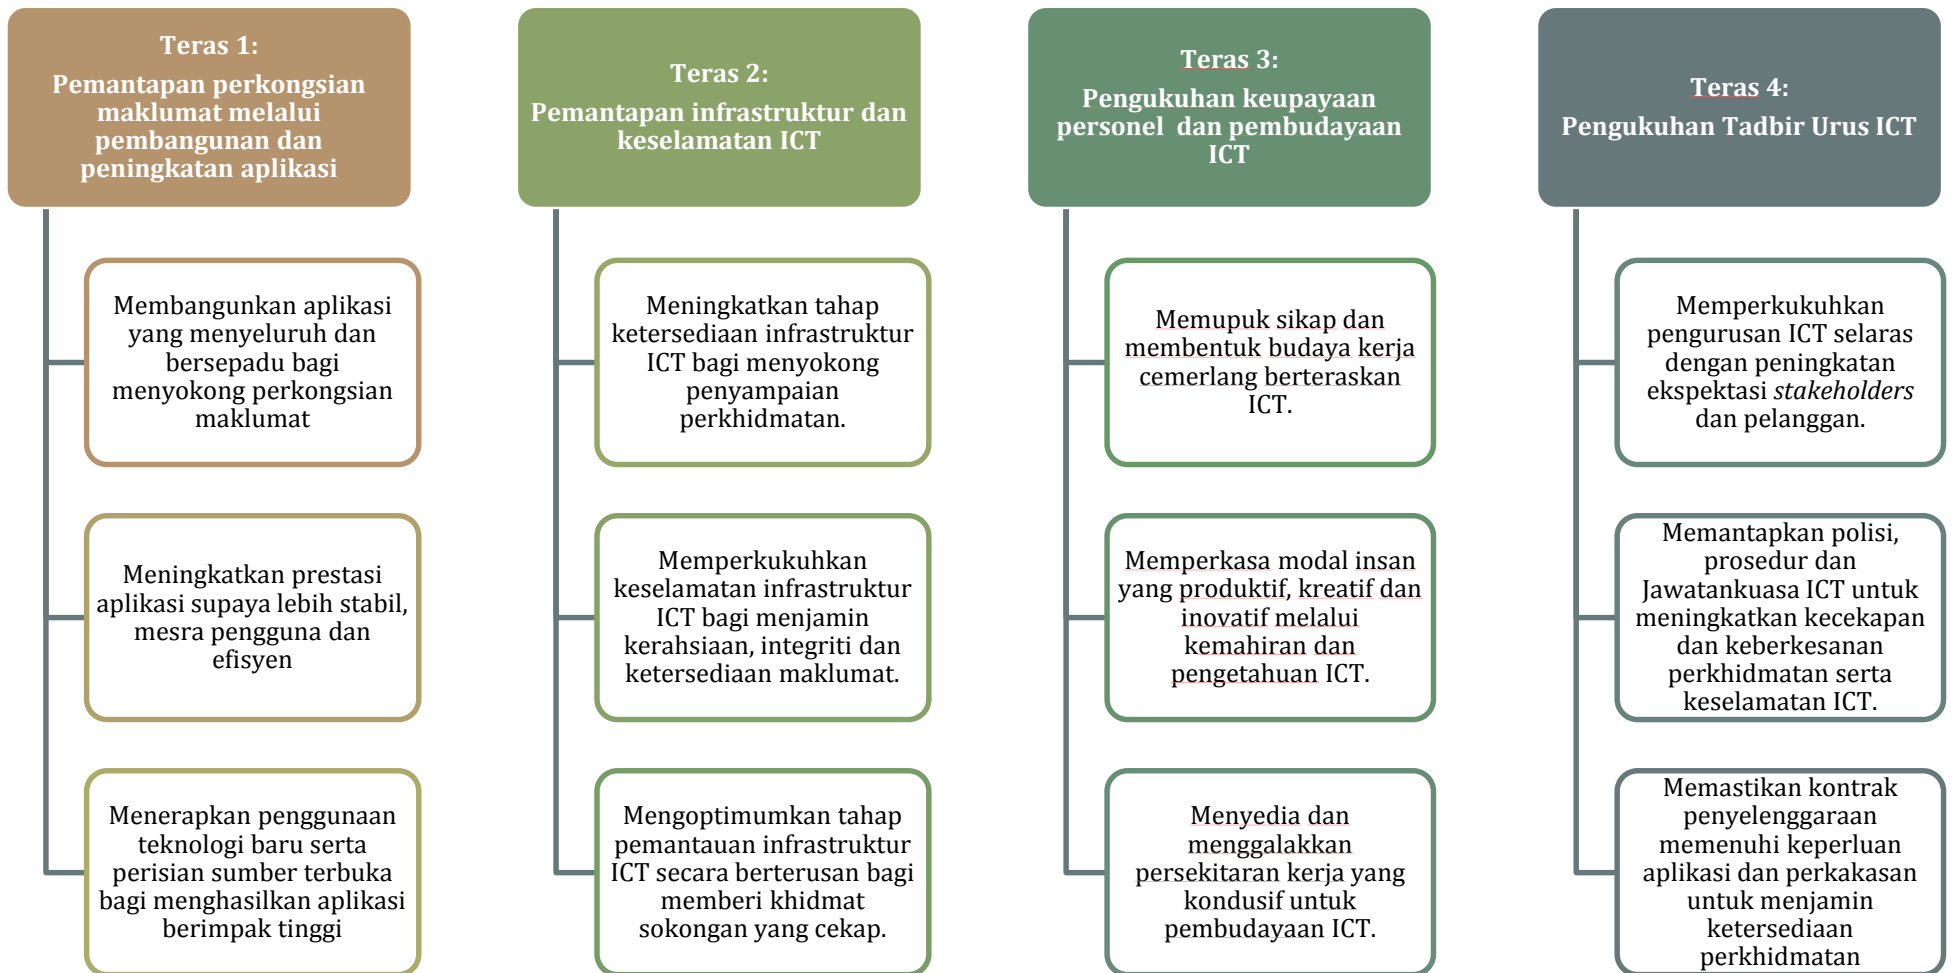 Teras 1:
Pemantapan perkongsian
maklumat melalui
pembangunan dan
peningkatan aplikasi
Membangunkan aplikasi
yang menyeluruh dan
bersepadu bagi
menyokong perkongsian
maklumat
Meningkatkan prestasi
aplikasi supaya lebih stabil,
mesra pengguna dan
efisyen
Menerapkan penggunaan
teknologi baru serta
perisian sumber terbuka
bagi menghasilkan aplikasi
berimpak tinggi
Teras 2:
Pemantapan infrastruktur dan
keselamatan ICT
Meningkatkan tahap
ketersediaan infrastruktur
ICT bagi menyokong
penyampaian
perkhidmatan.
Memperkukuhkan
keselamatan infrastruktur
ICT bagi menjamin
kerahsiaan, integriti dan
ketersediaan maklumat.
Mengoptimumkan tahap
pemantauan infrastruktur
ICT secara berterusan bagi
memberi khidmat
sokongan yang cekap.
Teras 3:
Pengukuhan keupayaan
personel  dan pembudayaan
ICT
Memupuk sikap dan
membentuk budaya kerja
cemerlang berteraskan
ICT.
Memperkasa modal insan
yang produktif, kreatif dan
inovatif melalui
kemahiran dan
pengetahuan ICT.
Menyedia dan
menggalakkan
persekitaran kerja yang
kondusif untuk
pembudayaan ICT.
Teras 4:
Pengukuhan Tadbir Urus ICT
Memperkukuhkan
pengurusan ICT selaras
dengan peningkatan
ekspektasi stakeholders
dan pelanggan.
Memantapkan polisi,
prosedur dan
Jawatankuasa ICT untuk
meningkatkan kecekapan
dan keberkesanan
perkhidmatan serta
keselamatan ICT.
Memastikan kontrak
penyelenggaraan
memenuhi keperluan
aplikasi dan perkakasan
untuk menjamin
ketersediaan
perkhidmatan